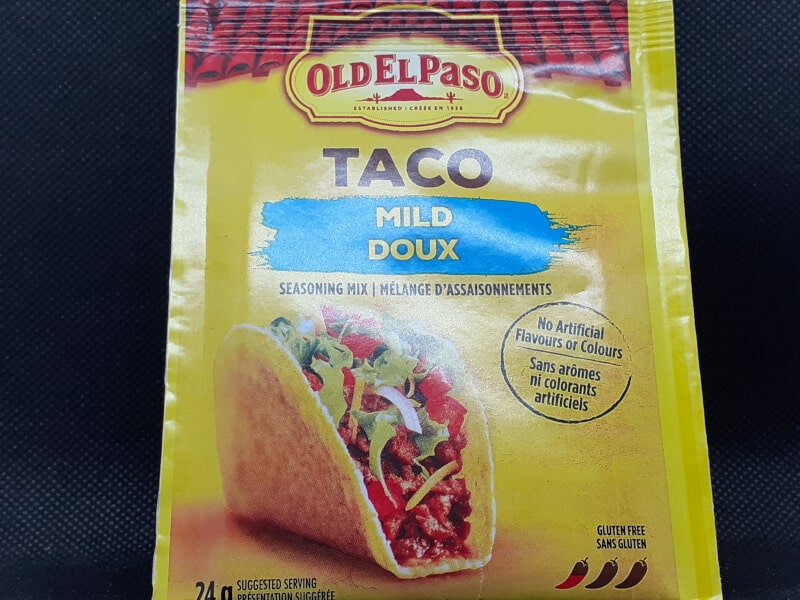 OLD EL PASO
ESTABLISHED | CRÉÉE EN 1938
TACO
MILD
DOUX
SEASONING MIX | MÉLANGE D'ASSAISONNEMENTS
No Artificial
Flavours or Colours
Sans arômes
ni colorants
artificiels
GLUTEN FREE
SANS GLUTEN
24 g
SUGGESTED SERVING
PRÉSENTATION SUGGÉRÉE